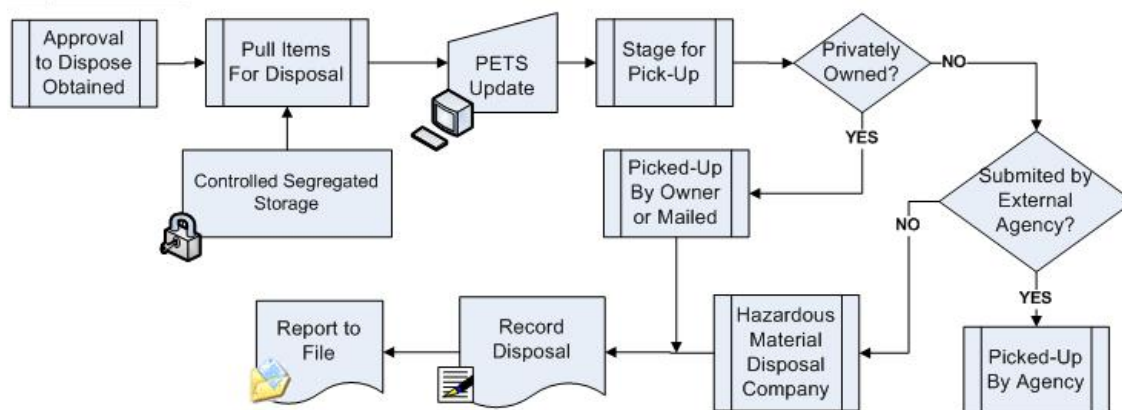 Approval
to Dispose
Obtained
Pull Items
For Disposal
PETS
Update
Stage for
Pick-Up
Privately
Owned?
NO
YES
Controlled Segregated
Storage
Picked-Up
By Owner
or Mailed
Submited by
External
Agency?
NO
YES
Report to
File
Record
Disposal
Hazardous
Material
Disposal
Company
Picked-Up
By Agency